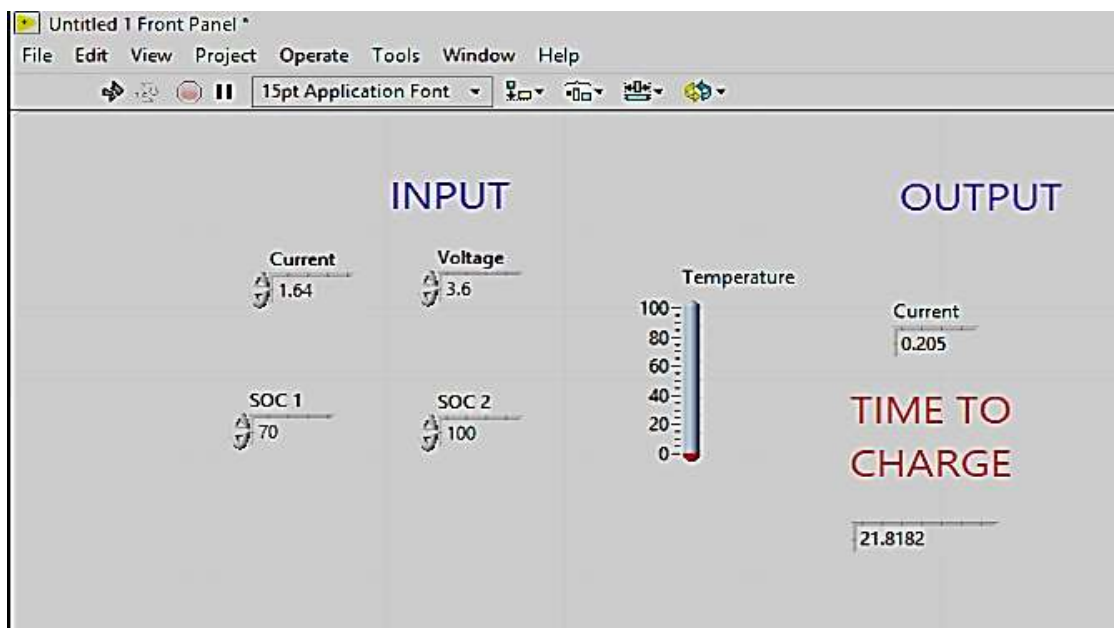 Untitled 1 Front Panel *
File Edit View Project Operate Tools Window Help
15pt Application Font
INPUT
OUTPUT
Current
1.64
Voltage
3.6
Temperature
100
80
60
40
20
0
Current
0.205
SOC 1
70
SOC 2
100
TIME TO
CHARGE
21.8182